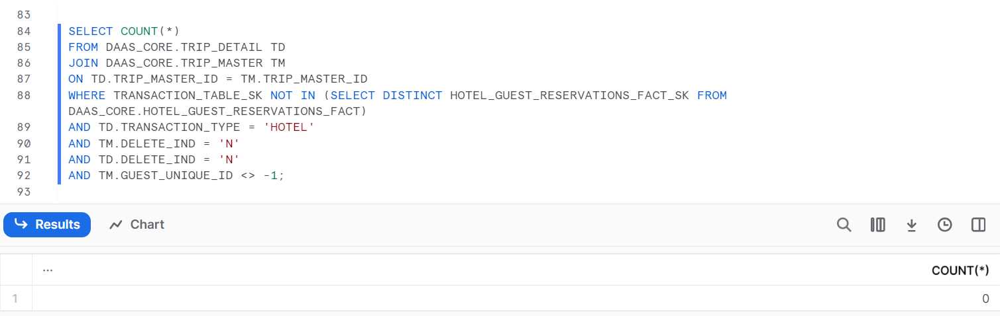 83
84 SELECT COUNT(*)
85 FROM DAAS_CORE.TRIP_DETAIL TD
86 JOIN DAAS_CORE.TRIP_MASTER TM
87 ON TD.TRIP_MASTER_ID = TM.TRIP_MASTER_ID
88 WHERE TRANSACTION_TABLE_SK NOT IN (SELECT DISTINCT HOTEL_GUEST_RESERVATIONS_FACT_SK FROM
DAAS_CORE.HOTEL_GUEST_RESERVATIONS_FACT)
89 AND TD.TRANSACTION_TYPE = 'HOTEL'
90 AND TM.DELETE_IND = 'N'
91 AND TD.DELETE_IND = 'N'
92 AND TM.GUEST_UNIQUE_ID <> -1;
93
Results Chart
... COUNT(*)
1 0